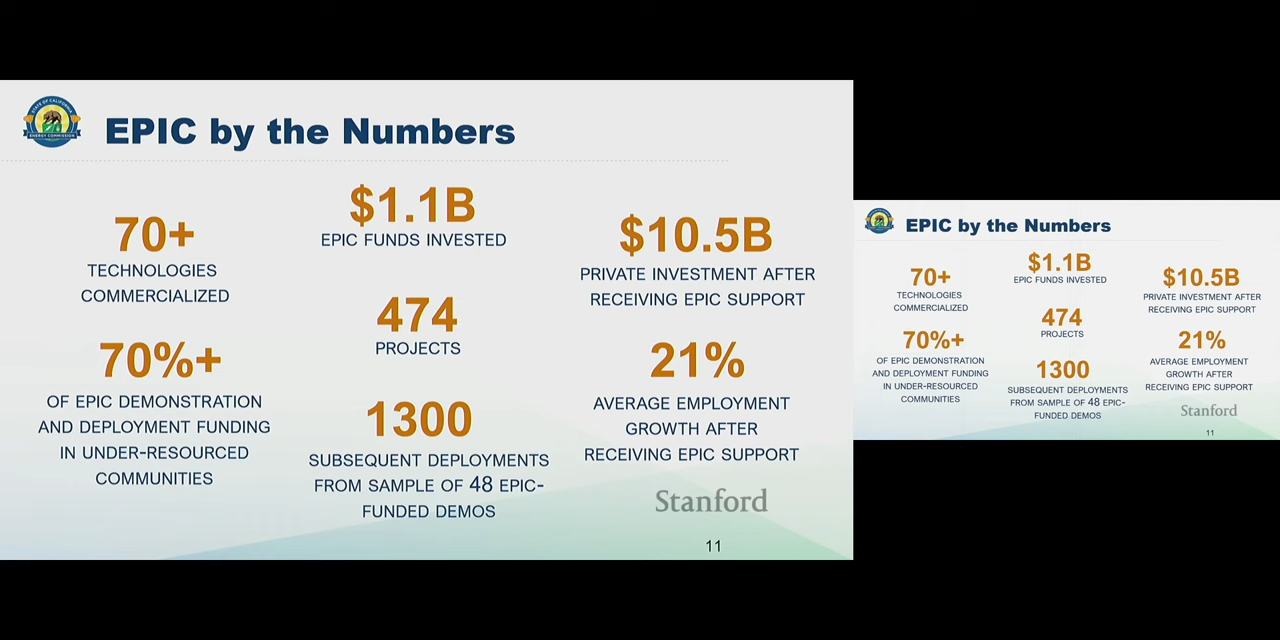 STATE OF CALIFORNIA
ENERGY COMMISSION
EPIC by the Numbers
70+
TECHNOLOGIES
COMMERCIALIZED
70%+
OF EPIC DEMONSTRATION
AND DEPLOYMENT FUNDING
IN UNDER-RESOURCED
COMMUNITIES
$1.1B
EPIC FUNDS INVESTED
474
PROJECTS
1300
SUBSEQUENT DEPLOYMENTS
FROM SAMPLE OF 48 EPIC-
FUNDED DEMOS
$10.5B
PRIVATE INVESTMENT AFTER
RECEIVING EPIC SUPPORT
21%
AVERAGE EMPLOYMENT
GROWTH AFTER
RECEIVING EPIC SUPPORT
Stanford
11
EPIC by the Numbers
70+
TECHNOLOGIES
COMMERCIALIZED
70%+
OF EPIC DEMONSTRATION
AND DEPLOYMENT FUNDING
IN UNDER-RESOURCED
COMMUNITIES
$1.1B
EPIC FUNDS INVESTED
474
PROJECTS
1300
SUBSEQUENT DEPLOYMENTS
FROM SAMPLE OF 48 EPIC-
FUNDED DEMOS
$10.5B
PRIVATE INVESTMENT AFTER
RECEIVING EPIC SUPPORT
21%
AVERAGE EMPLOYMENT
GROWTH AFTER
RECEIVING EPIC SUPPORT
Stanford
11